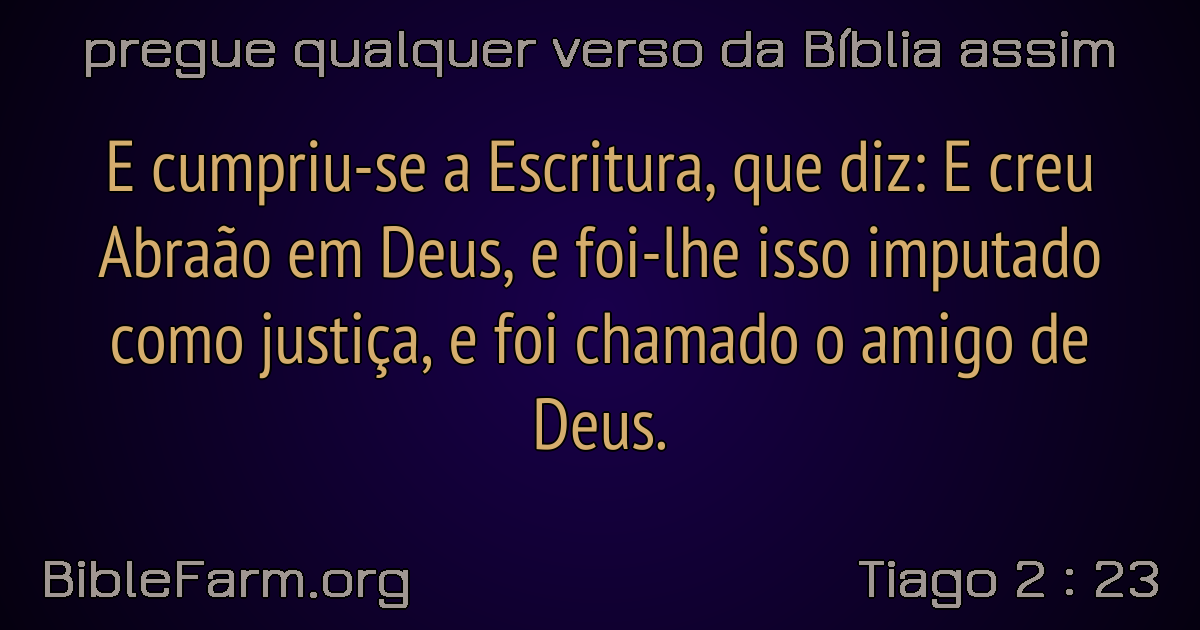 pregue qualquer verso da Bíblia assim
E cumpriu-se a Escritura, que diz: E creu
Abraão em Deus, e foi-lhe isso imputado
como justiça, e foi chamado o amigo de
Deus.
BibleFarm.org
Tiago 2 : 23